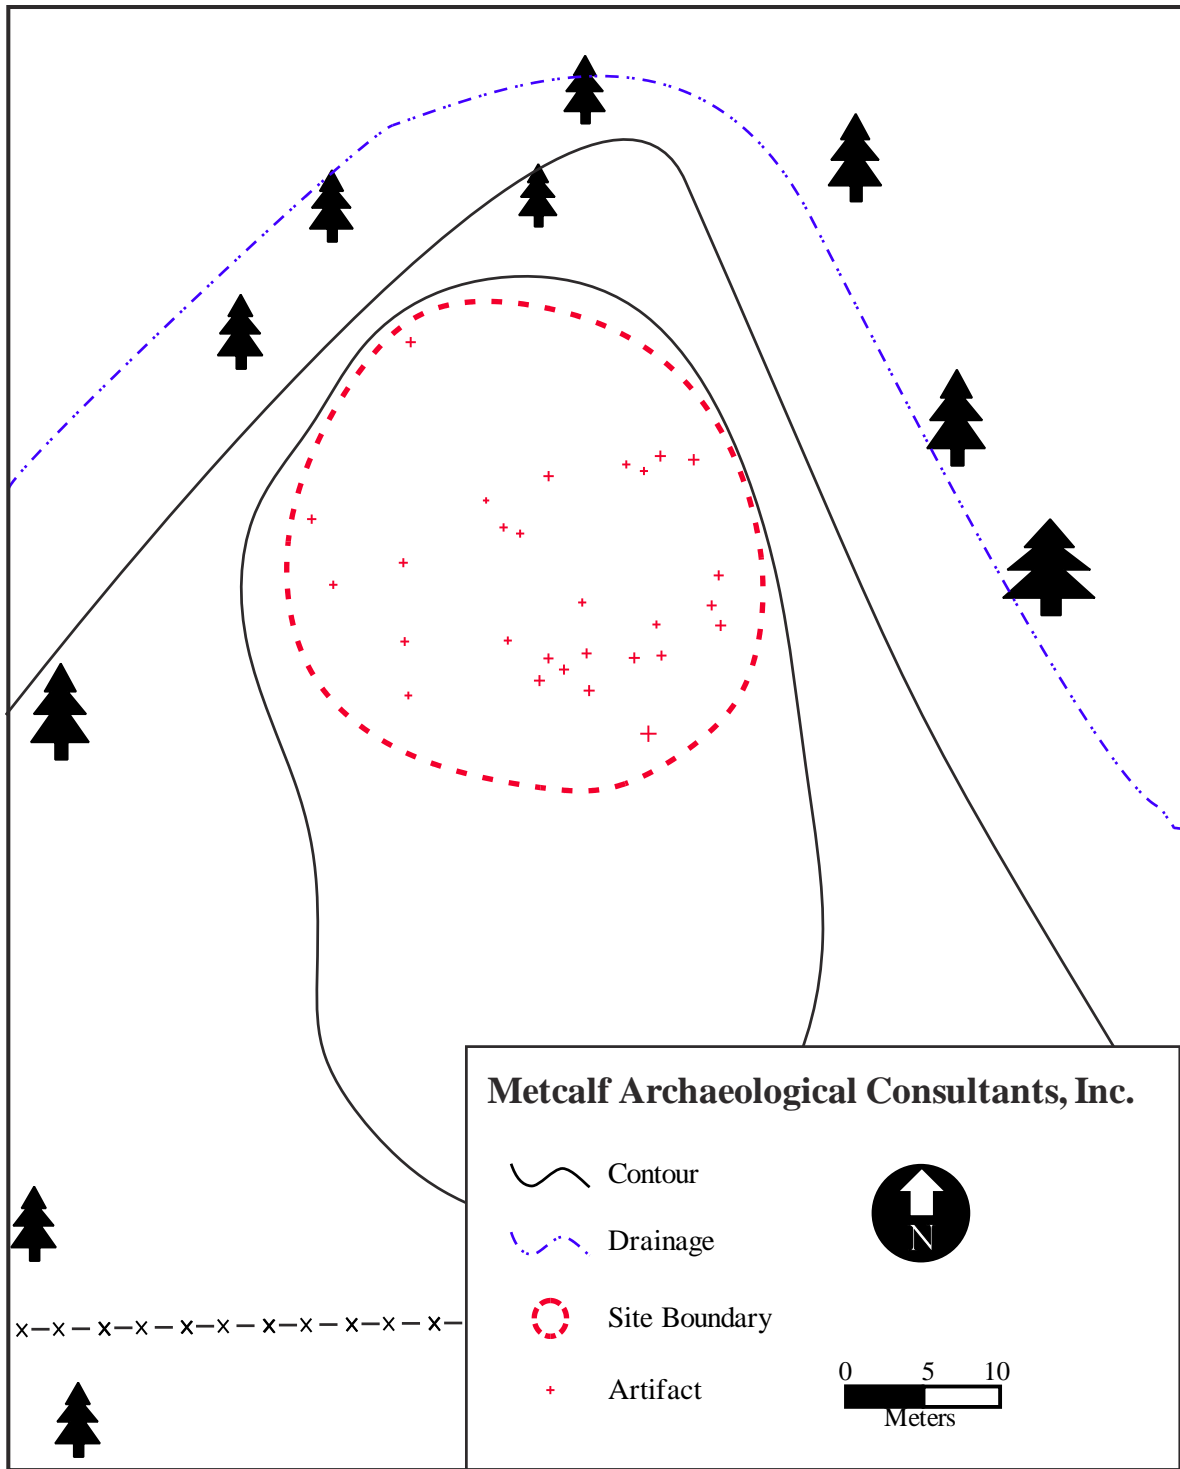 Metcalf Archaeological Consultants, Inc.
Contour
N
Drainage
Site Boundary
Artifact
0 5 10
Meters